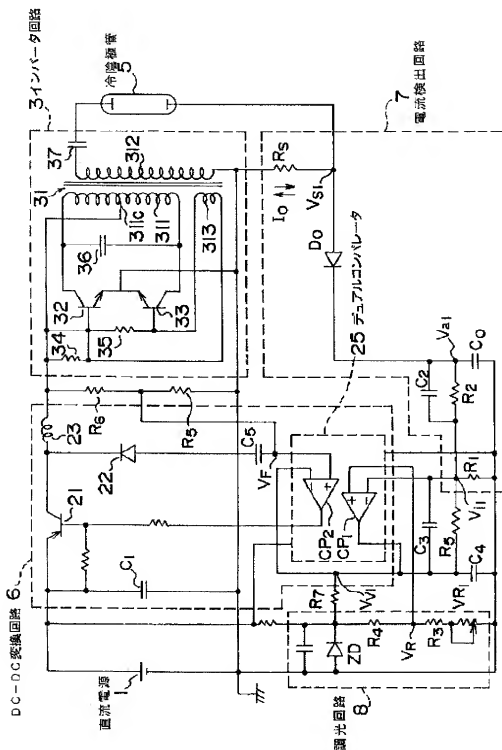 DC-DC変換回路
6
21
22
23
C1
直流電源
1
R6
R5
C5
VF
3 インバータ回路
31
34
35
32
33
36
311C
311
313
312
37
冷陰極管
5
RS
IO
VS1
DO
7
電流検出回路
25 デュアルコンパレータ
CP2
CP1
C2
Va1
R2
CO
R1
Vi1
C3
R5
C4
R7
VV1
ZD
R4
VR
R3
VR1
8
調光回路